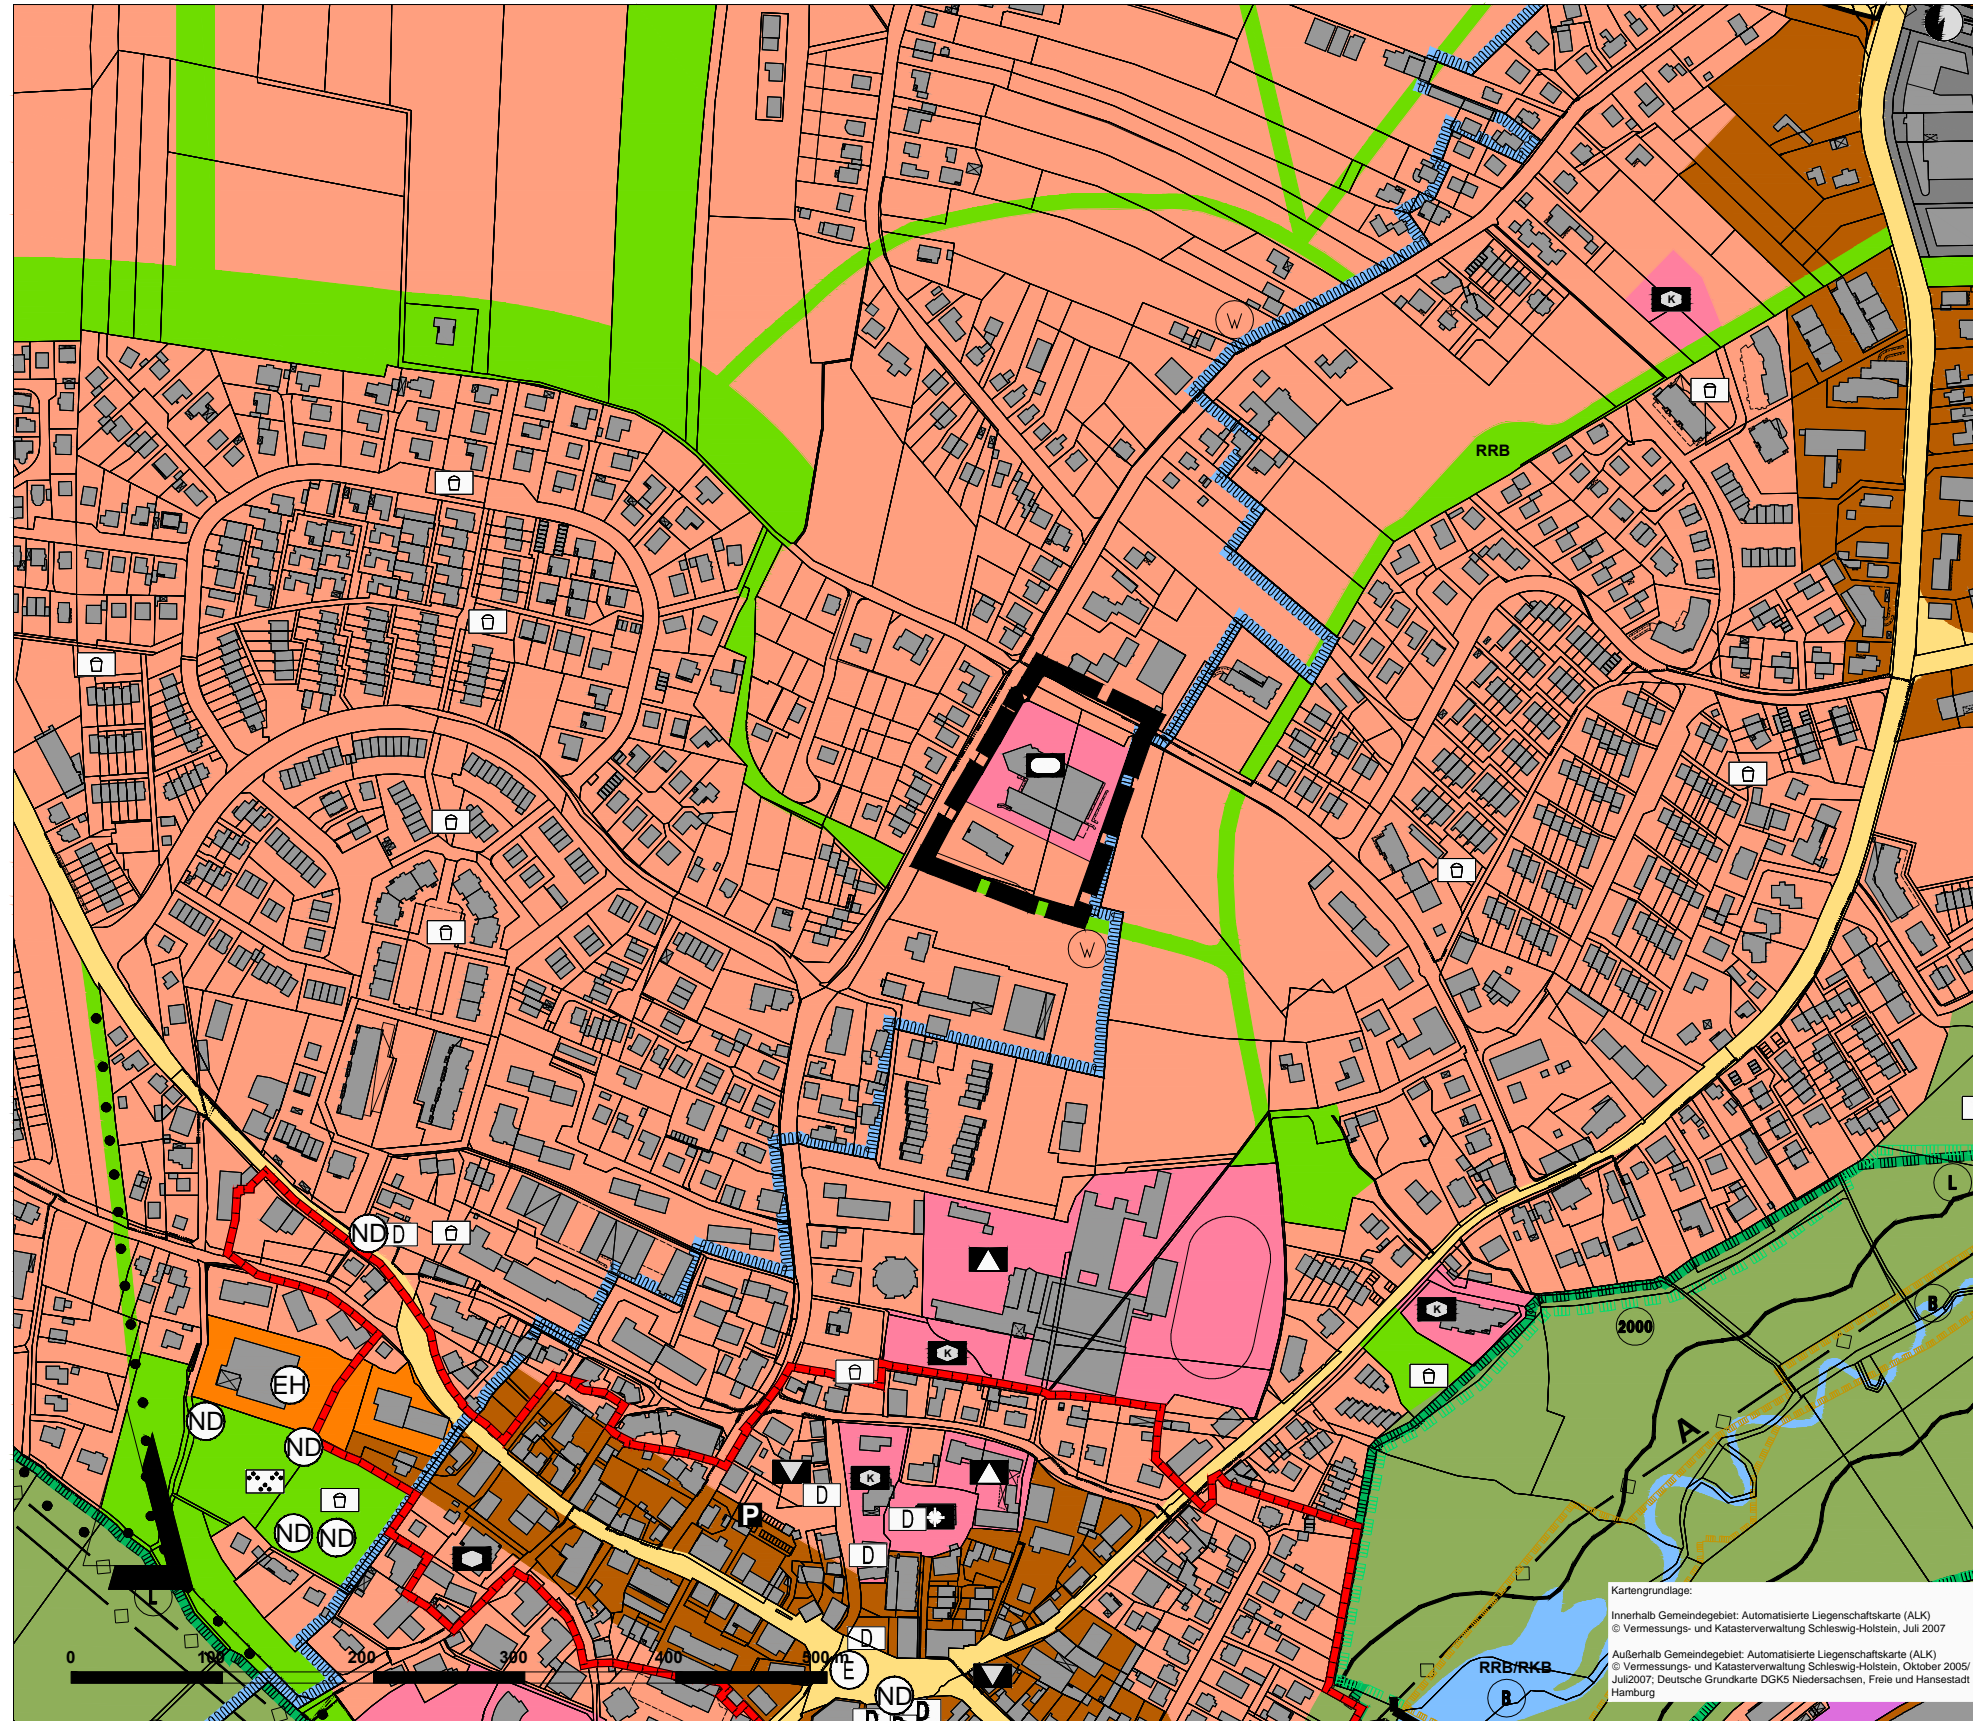 K
W
RRB
W
ND
D
K
2000
L
B
K
EH
ND
ND
A
K
D
P
D
ND
ND
D
L
Kartengrundlage:
Innerhalb Gemeindegebiet: Automatisierte Liegenschaftskarte (ALK)
© Vermessungs- und Katasterverwaltung Schleswig-Holstein, Juli 2007
Außerhalb Gemeindegebiet: Automatisierte Liegenschaftskarte (ALK)
© Vermessungs- und Katasterverwaltung Schleswig-Holstein, Oktober 2005/
Juli2007; Deutsche Grundkarte DGK5 Niedersachsen, Freie und Hansestadt
Hamburg
0 100 200 300 400 500 m
D
E
RRB/RKB
ND
B
D
D
D